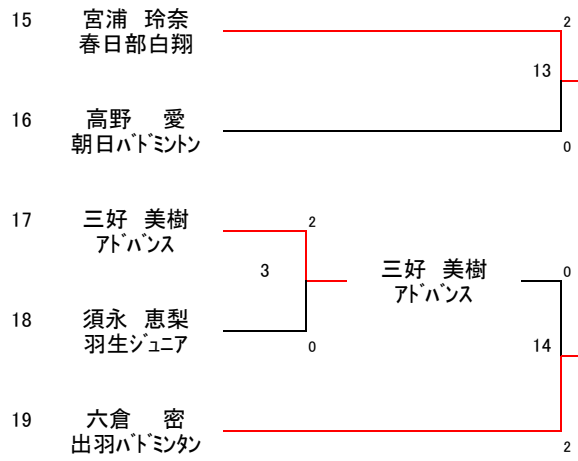 15 宮浦 玲奈 2
春日部白翔
13
16 高野 愛
朝日バドミントン 0
17 三好 美樹 2
アドバンス
3 三好 美樹 0
アドバンス
18 須永 恵梨
羽生ジュニア 0
14
19 六倉 密
出羽バドミンタン 2